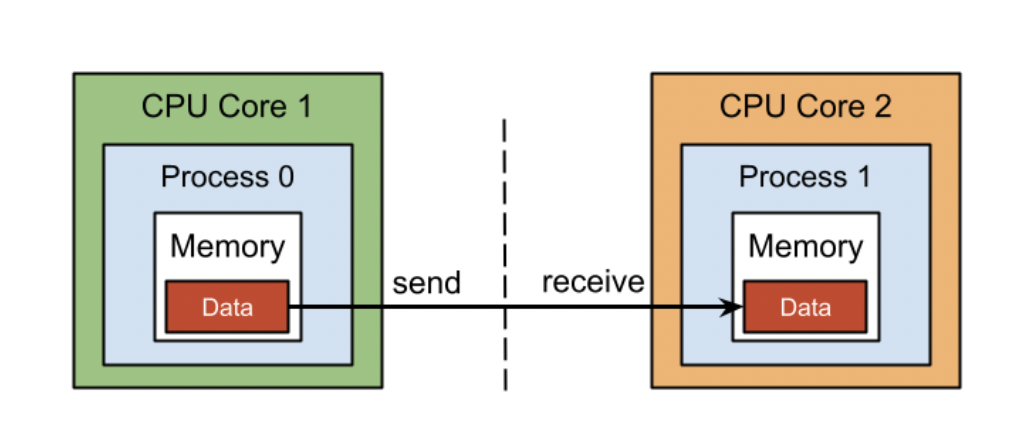 CPU Core 1
Process 0
Memory
Data
send
receive
CPU Core 2
Process 1
Memory
Data